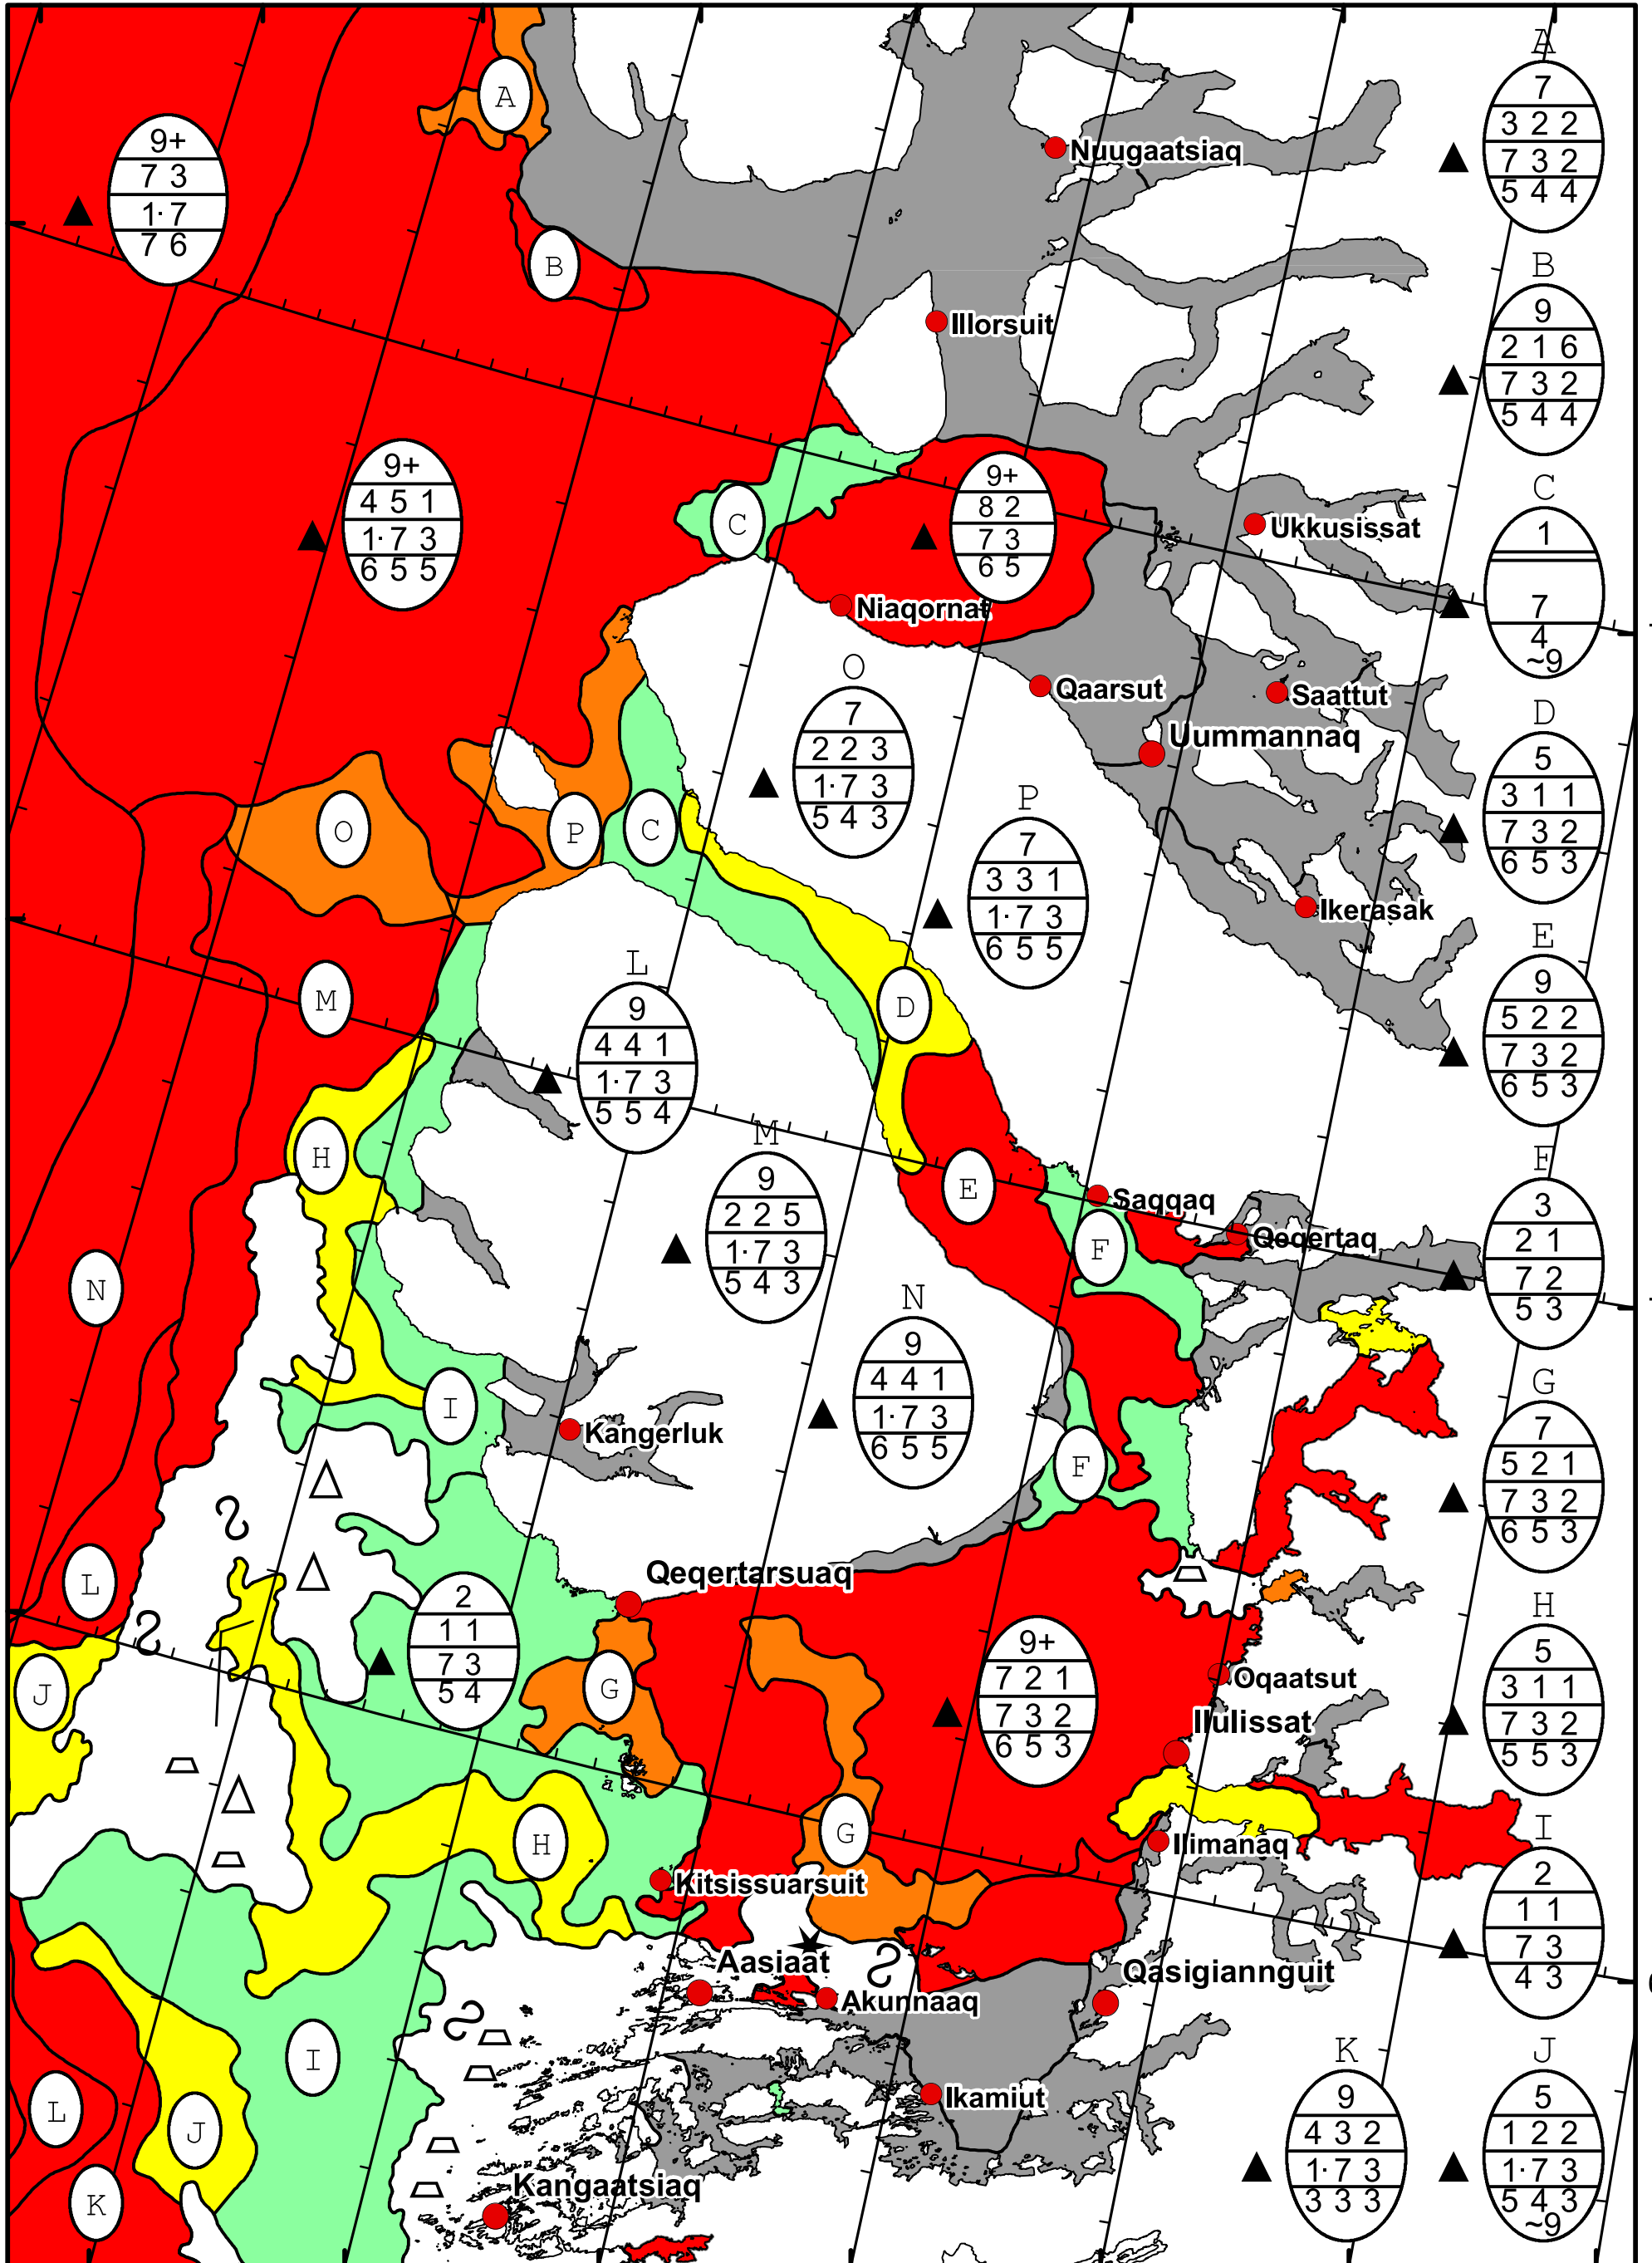 A
7
3 2 2
7 3 2
5 4 4
A
9+
7 3
1· 7
7 6
Nuugaatsiaq
B
B
9
2 1 6
7 3 2
5 4 4
Illorsuit
9+
4 5 1
1· 7 3
6 5 5
9+
8 2
7 3
6 5
C
C
1
7
4
~9
Ukkusissat
Niaqornat
Qaarsut
Saattut
Uummannaq
O
7
2 2 3
1· 7 3
5 4 3
D
5
3 1 1
7 3 2
6 5 3
O
P
C
P
7
3 3 1
1· 7 3
6 5 5
Ikerasak
E
9
5 2 2
7 3 2
6 5 3
M
D
L
9
4 4 1
1· 7 3
5 5 4
H
M
9
2 2 5
1· 7 3
5 4 3
E
Saqqaq
F
Qeqertaq
F
3
2 1
7 2
5 3
N
N
9
4 4 1
1· 7 3
6 5 5
I
Kangerluk
F
G
7
5 2 1
7 3 2
6 5 3
L
Qeqertarsuaq
2
1 1
7 3
5 4
J
G
9+
7 2 1
7 3 2
6 5 3
Oqaatsut
Ilulissat
H
5
3 1 1
7 3 2
5 5 3
H
G
Ilimanaq
Kitsissuarsuit
I
2
1 1
7 3
4 3
Aasiaat
Akunnaaq
Qasigiannguit
I
L
J
Ikamiut
K
Kangaatsiaq
K
9
4 3 2
1· 7 3
3 3 3
J
5
1 2 2
1· 7 3
5 4 3
~9